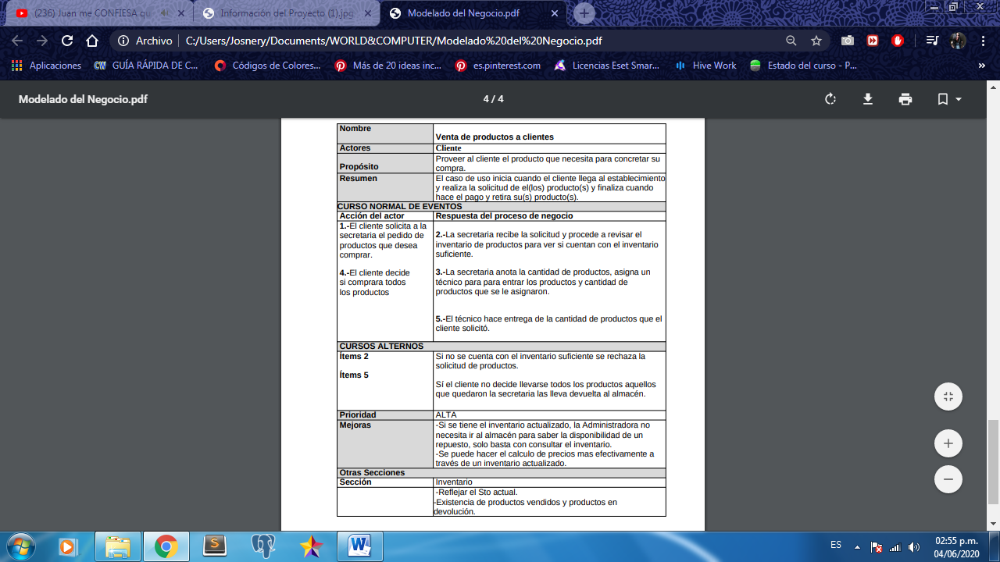 (236) Juan me CONFIESA qu
Información del Proyecto (1).jpg
Modelado del Negocio.pdf
Archivo
C:/Users/Josnery/Documents/WORLD&COMPUTER/Modelado%20del%20Negocio.pdf
Aplicaciones
CW GUÍA RÁPIDA DE C...
Códigos de Colores...
Más de 20 ideas inc...
es.pinterest.com
Licencias Eset Smar...
Hive Work
Estado del curso - P...
»
Modelado del Negocio.pdf
4 / 4
Nombre
Venta de productos a clientes
Actores
Cliente
Propósito
Proveer al cliente el producto que necesita para concretar su
compra.
Resumen
El caso de uso inicia cuando el cliente llega al establecimiento
y realiza la solicitud de el(los) producto(s) y finaliza cuando
hace el pago y retira su(s) producto(s).
CURSO NORMAL DE EVENTOS
Acción del actor
Respuesta del proceso de negocio
1.-El cliente solicita a la
secretaria el pedido de
productos que desea
comprar.
4.-El cliente decide
si comprara todos
los productos
2.-La secretaria recibe la solicitud y procede a revisar el
inventario de productos para ver si cuentan con el inventario
suficiente.
3.-La secretaria anota la cantidad de productos, asigna un
técnico para para entrar los productos y cantidad de
productos que se le asignaron.
5.-El técnico hace entrega de la cantidad de productos que el
cliente solicitó.
CURSOS ALTERNOS
Ítems 2
Ítems 5
Si no se cuenta con el inventario suficiente se rechaza la
solicitud de productos.
Sí el cliente no decide llevarse todos los productos aquellos
que quedaron la secretaria las lleva devuelta al almacén.
Prioridad
ALTA
Mejoras
-Si se tiene el inventario actualizado, la Administradora no
necesita ir al almacén para saber la disponibilidad de un
repuesto, solo basta con consultar el inventario.
-Se puede hacer el calculo de precios mas efectivamente a
través de un inventario actualizado.
Otras Secciones
Sección
Inventario
-Reflejar el Sto actual.
-Existencia de productos vendidos y productos en
devolución.
ES
02:55 p.m.
04/06/2020